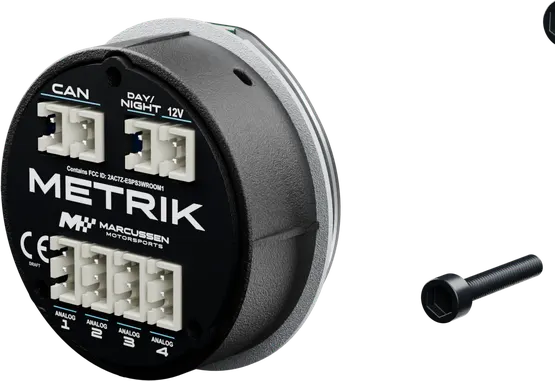 CAN
DAY/
NIGHT 12V
Contains FCC ID: 2AC7Z-ESPS3WROOM1
METRIK
M MARCUSSEN
MOTORSPORTS
CE
DRAFT
ANALOG ANALOG ANALOG ANALOG
1 2 3 4